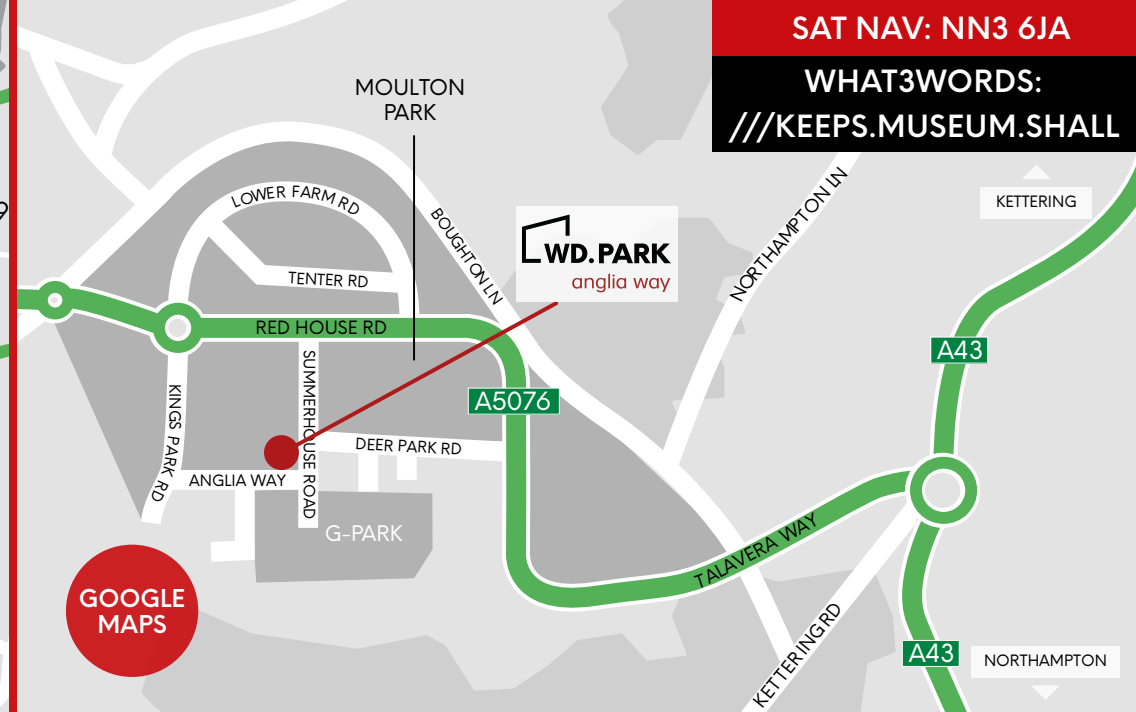 SAT NAV: NN3 6JA
WHAT3WORDS:
///KEEPS.MUSEUM.SHALL
MOULTON
PARK
KETTERING
LOWER FARM RD
BOUGHTON LN
NORTHAMPTON LN
WD.PARK
anglia way
TENTER RD
RED HOUSE RD
A43
SUMMERHOUSE ROAD
KINGS PARK RD
A5076
DEER PARK RD
ANGLIA WAY
G-PARK
TALAVERA WAY
GOOGLE
MAPS
KETTERING RD
A43
NORTHAMPTON